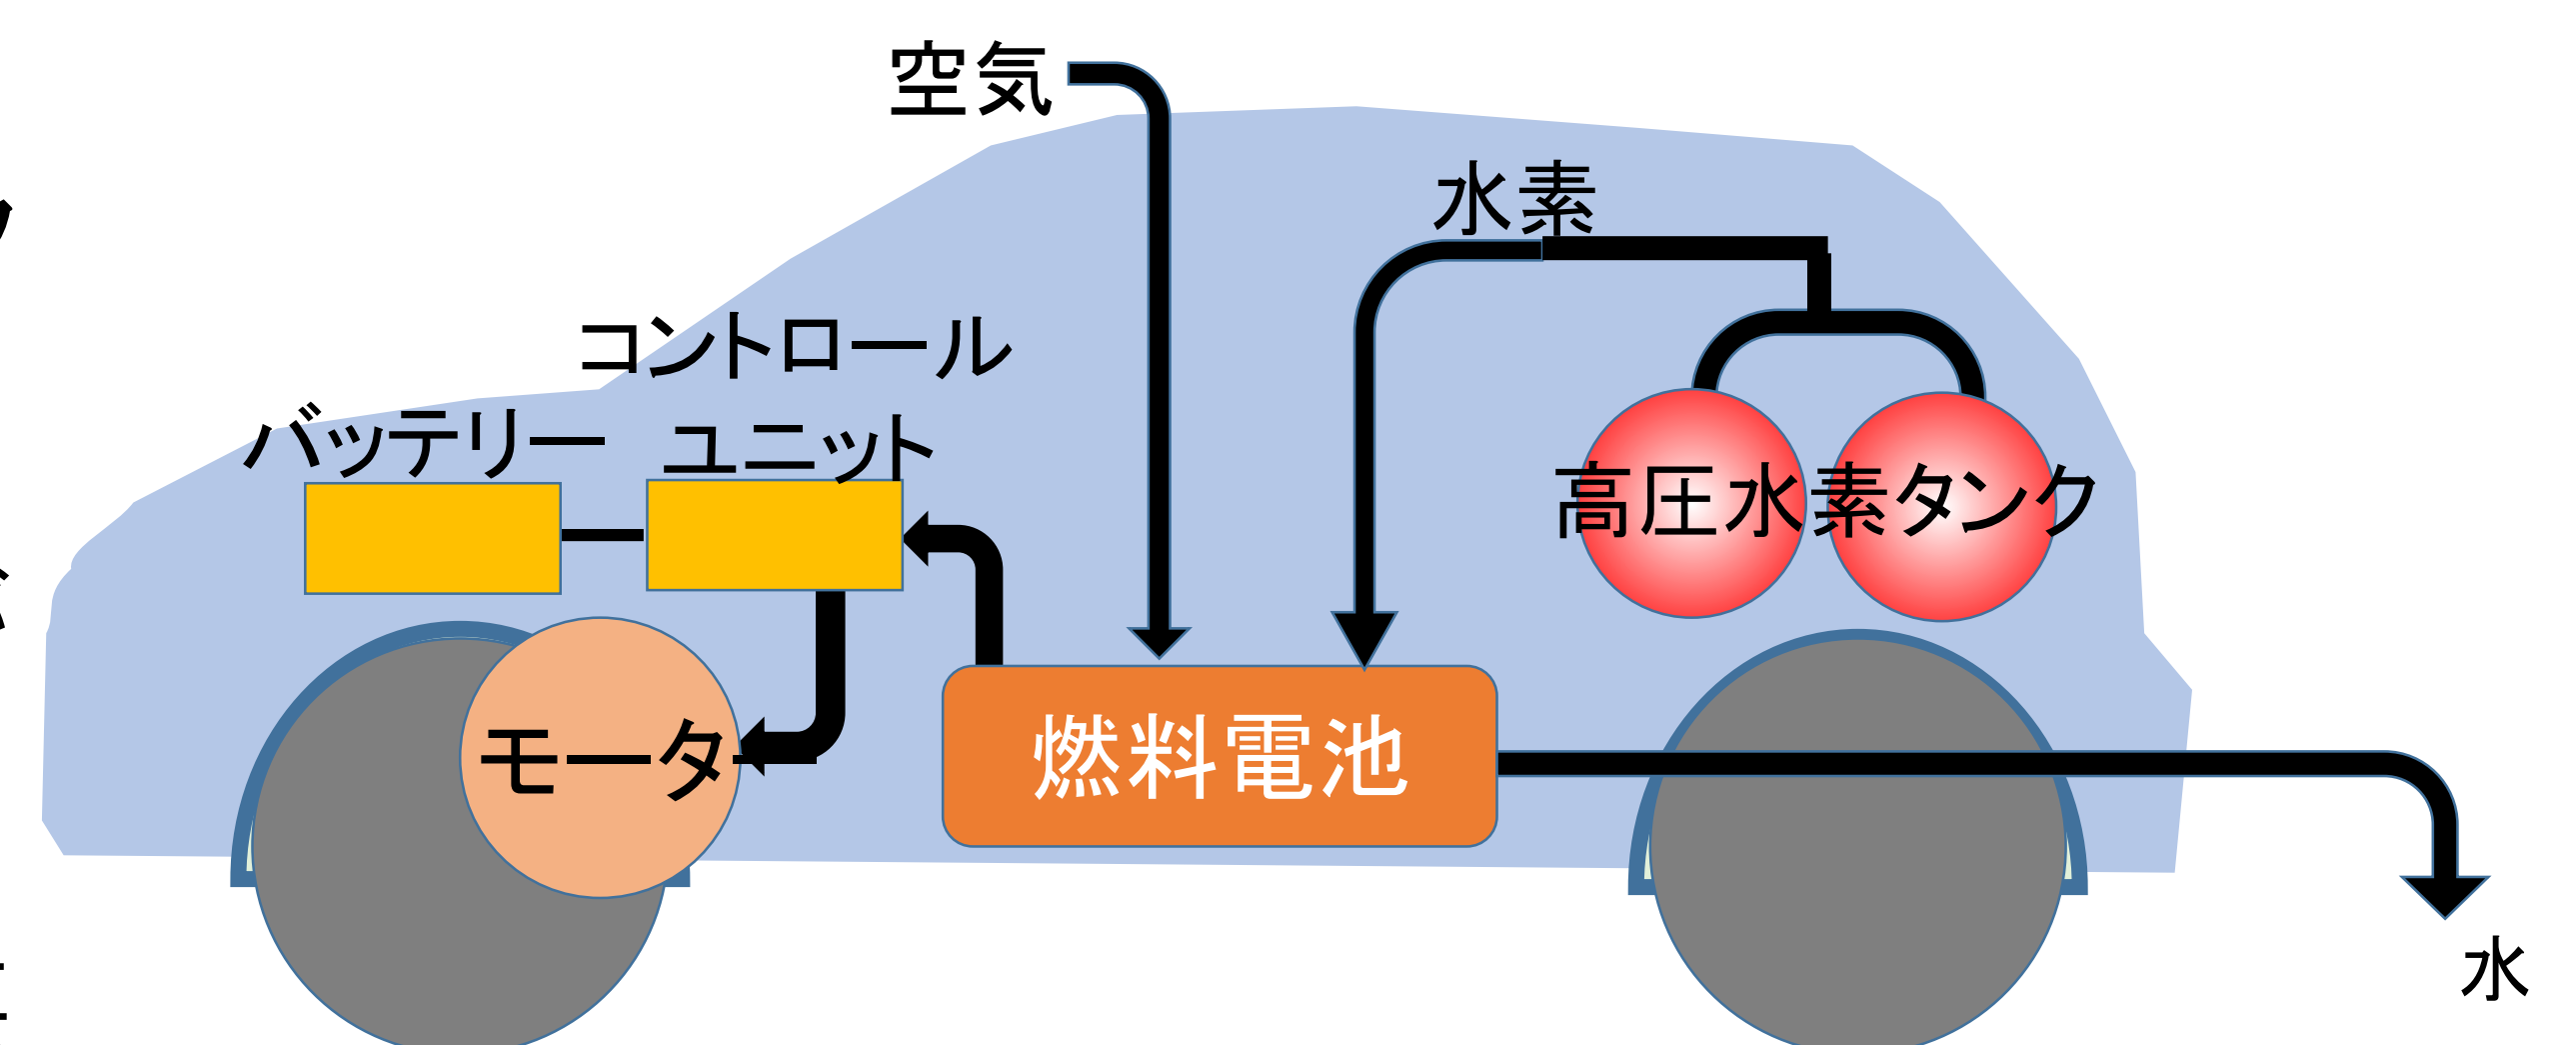 空気
水素
コントロール
ユニット
バッテリー
高圧水素タンク
モーター
燃料電池
水